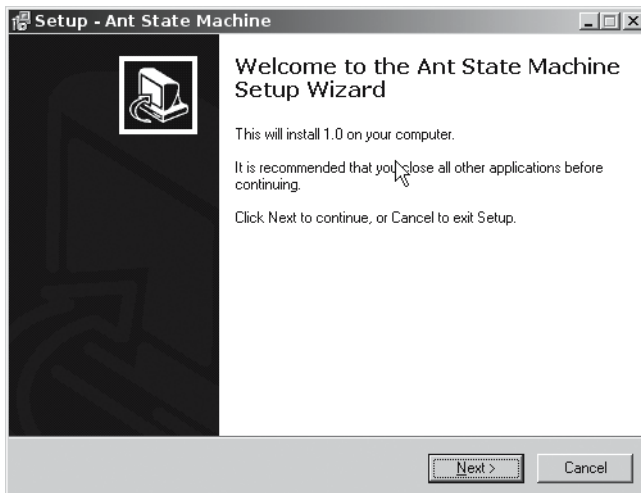 Setup - Ant State Machine
Welcome to the Ant State Machine
Setup Wizard
This will install 1.0 on your computer.
It is recommended that you close all other applications before
continuing.
Click Next to continue, or Cancel to exit Setup.
Next >
Cancel